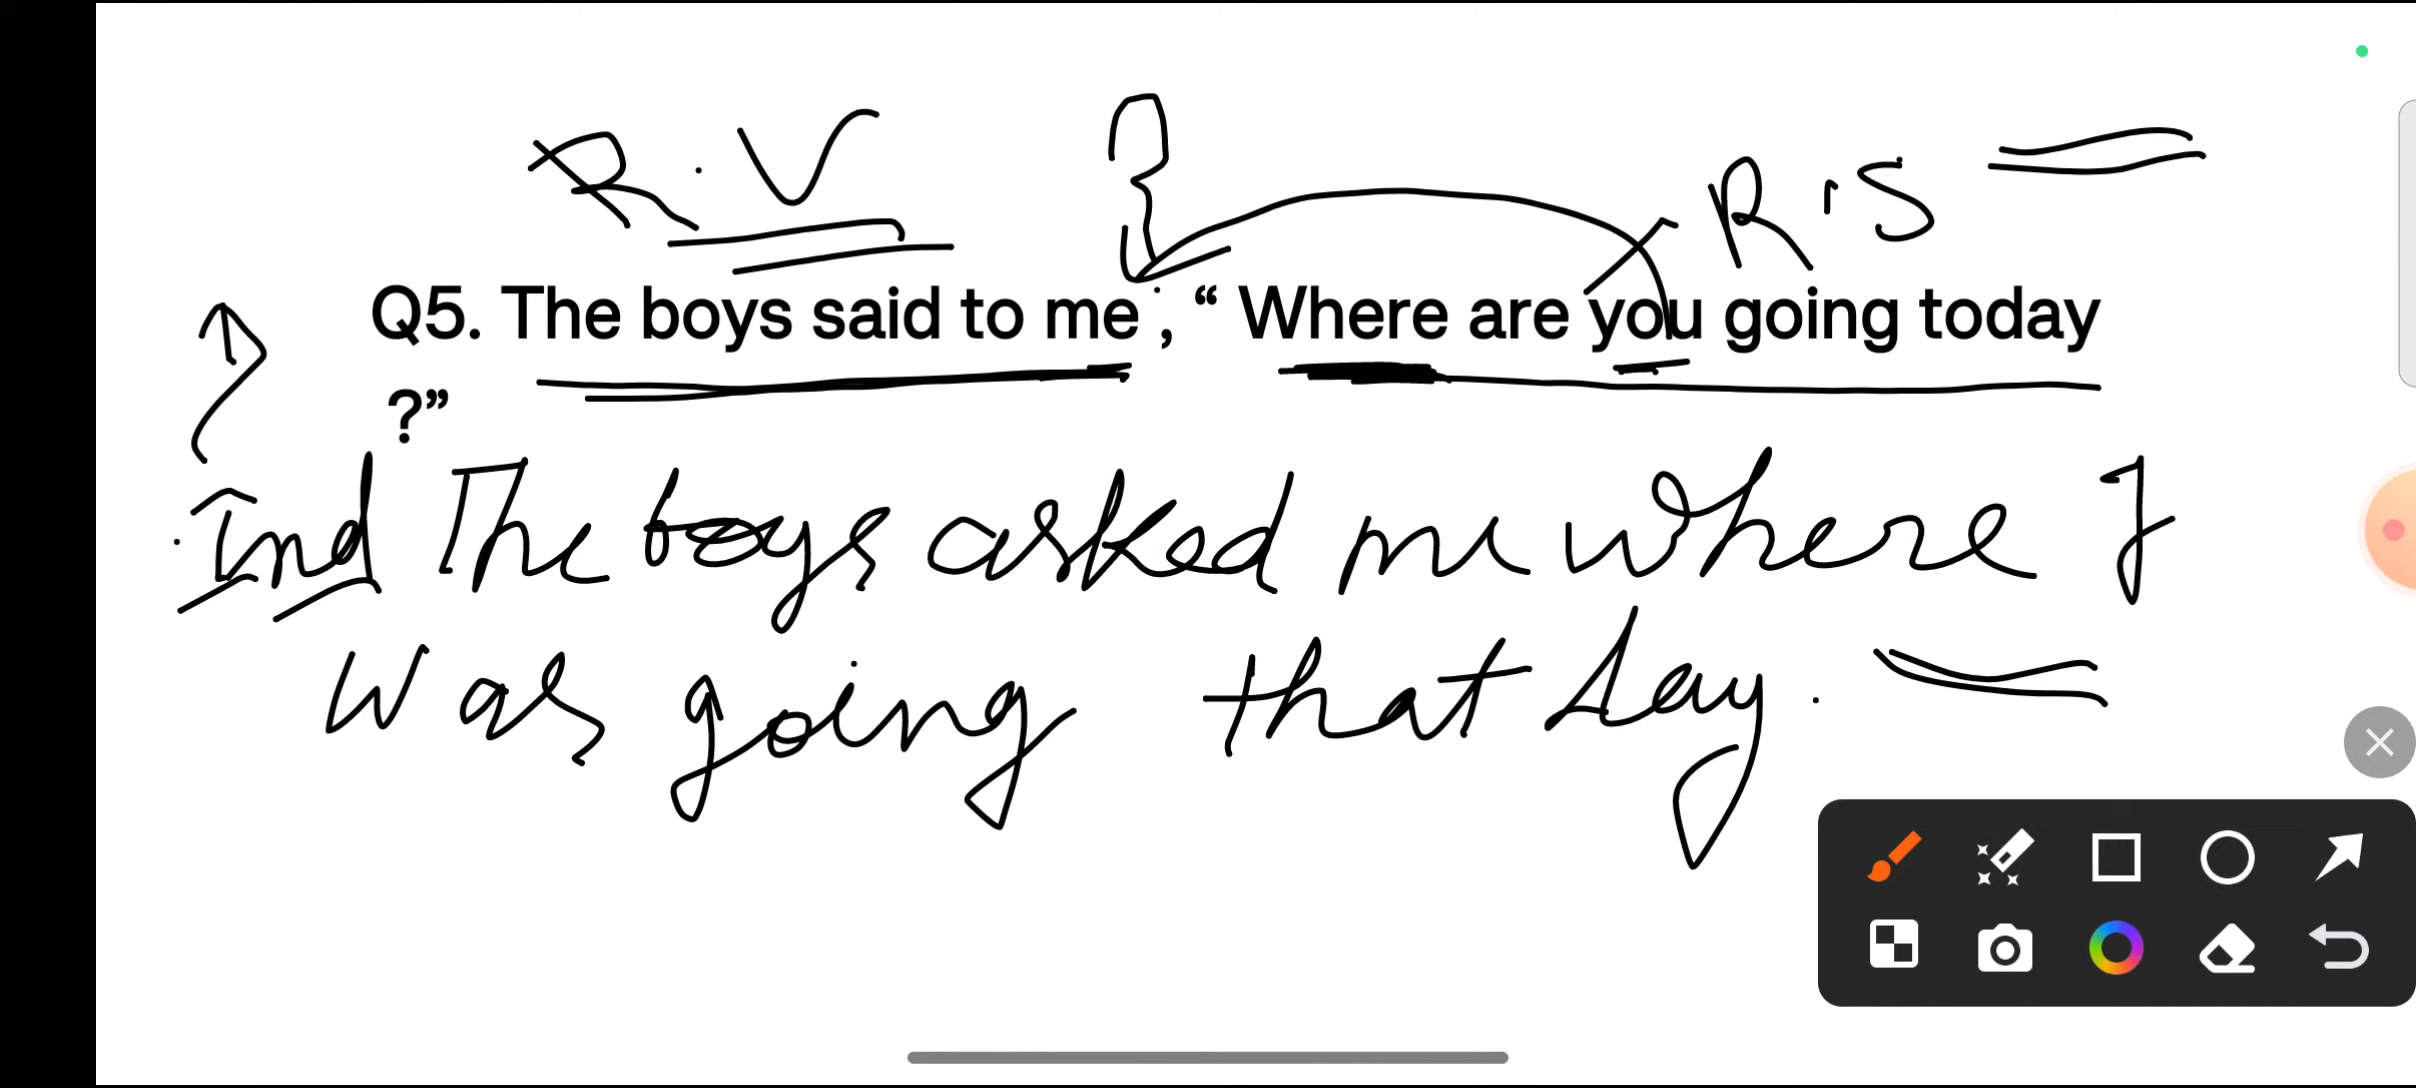 R.V R.S
Q5. The boys said to me , “ Where are you going today
?”
Ind The boys asked me where I
was going that day.